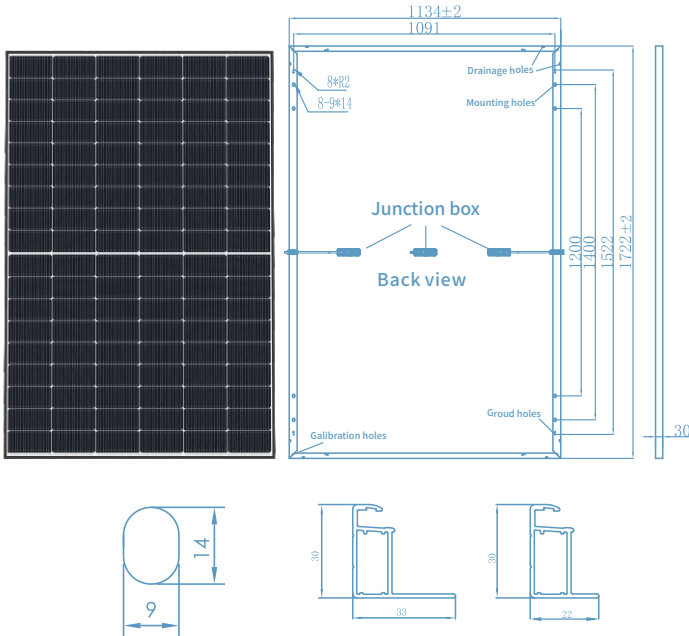 1134±2
1091
Drainage holes
8*R2
Mounting holes
8-9*14
Junction box
Back view
1200
1400
1522
1722±2
Groud holes
Galibration holes
30
14
9
30
33
30
22